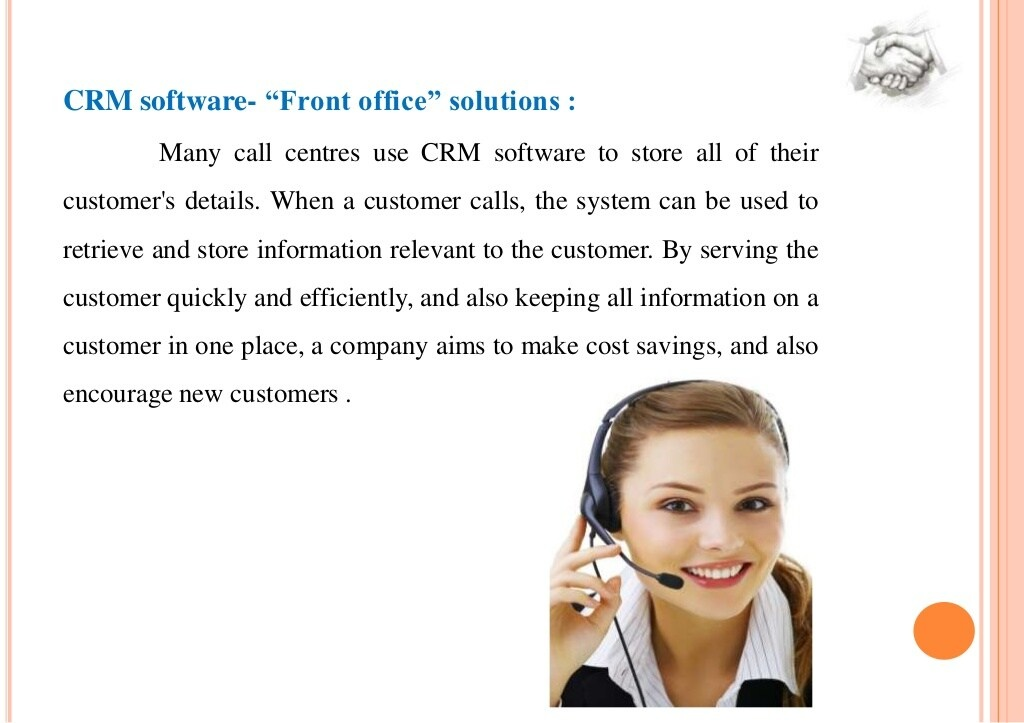 CRM software- “Front office” solutions :
Many call centres use CRM software to store all of their
customer's details. When a customer calls, the system can be used to
retrieve and store information relevant to the customer. By serving the
customer quickly and efficiently, and also keeping all information on a
customer in one place, a company aims to make cost savings, and also
encourage new customers .